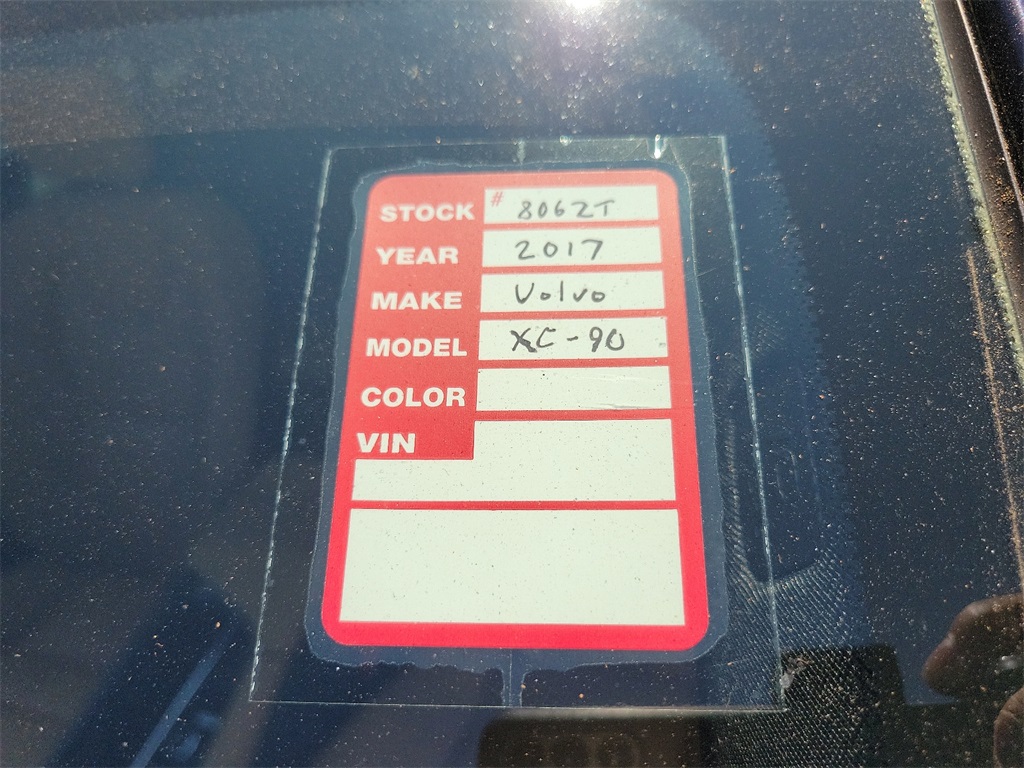 STOCK # 8062T
YEAR 2017
MAKE Volvo
MODEL XC-90
COLOR
VIN